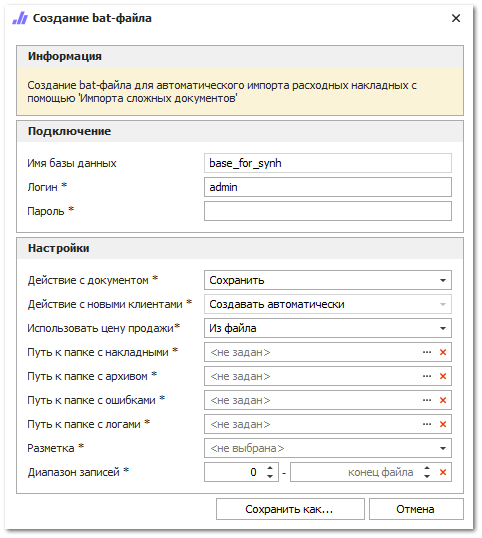 Создание bat-файла
Информация
Создание bat-файла для автоматического импорта расходных накладных с
помощью 'Импорта сложных документов'
Подключение
Имя базы данных base_for_synh
Логин * admin
Пароль *
Настройки
Действие с документом * Сохранить
Действие с новыми клиентами * Создавать автоматически
Использовать цену продажи* Из файла
Путь к папке с накладными * <не задан>
Путь к папке с архивом * <не задан>
Путь к папке с ошибками * <не задан>
Путь к папке с логами * <не задан>
Разметка * <не выбрана>
Диапазон записей * 0 - конец файла
Сохранить как... Отмена